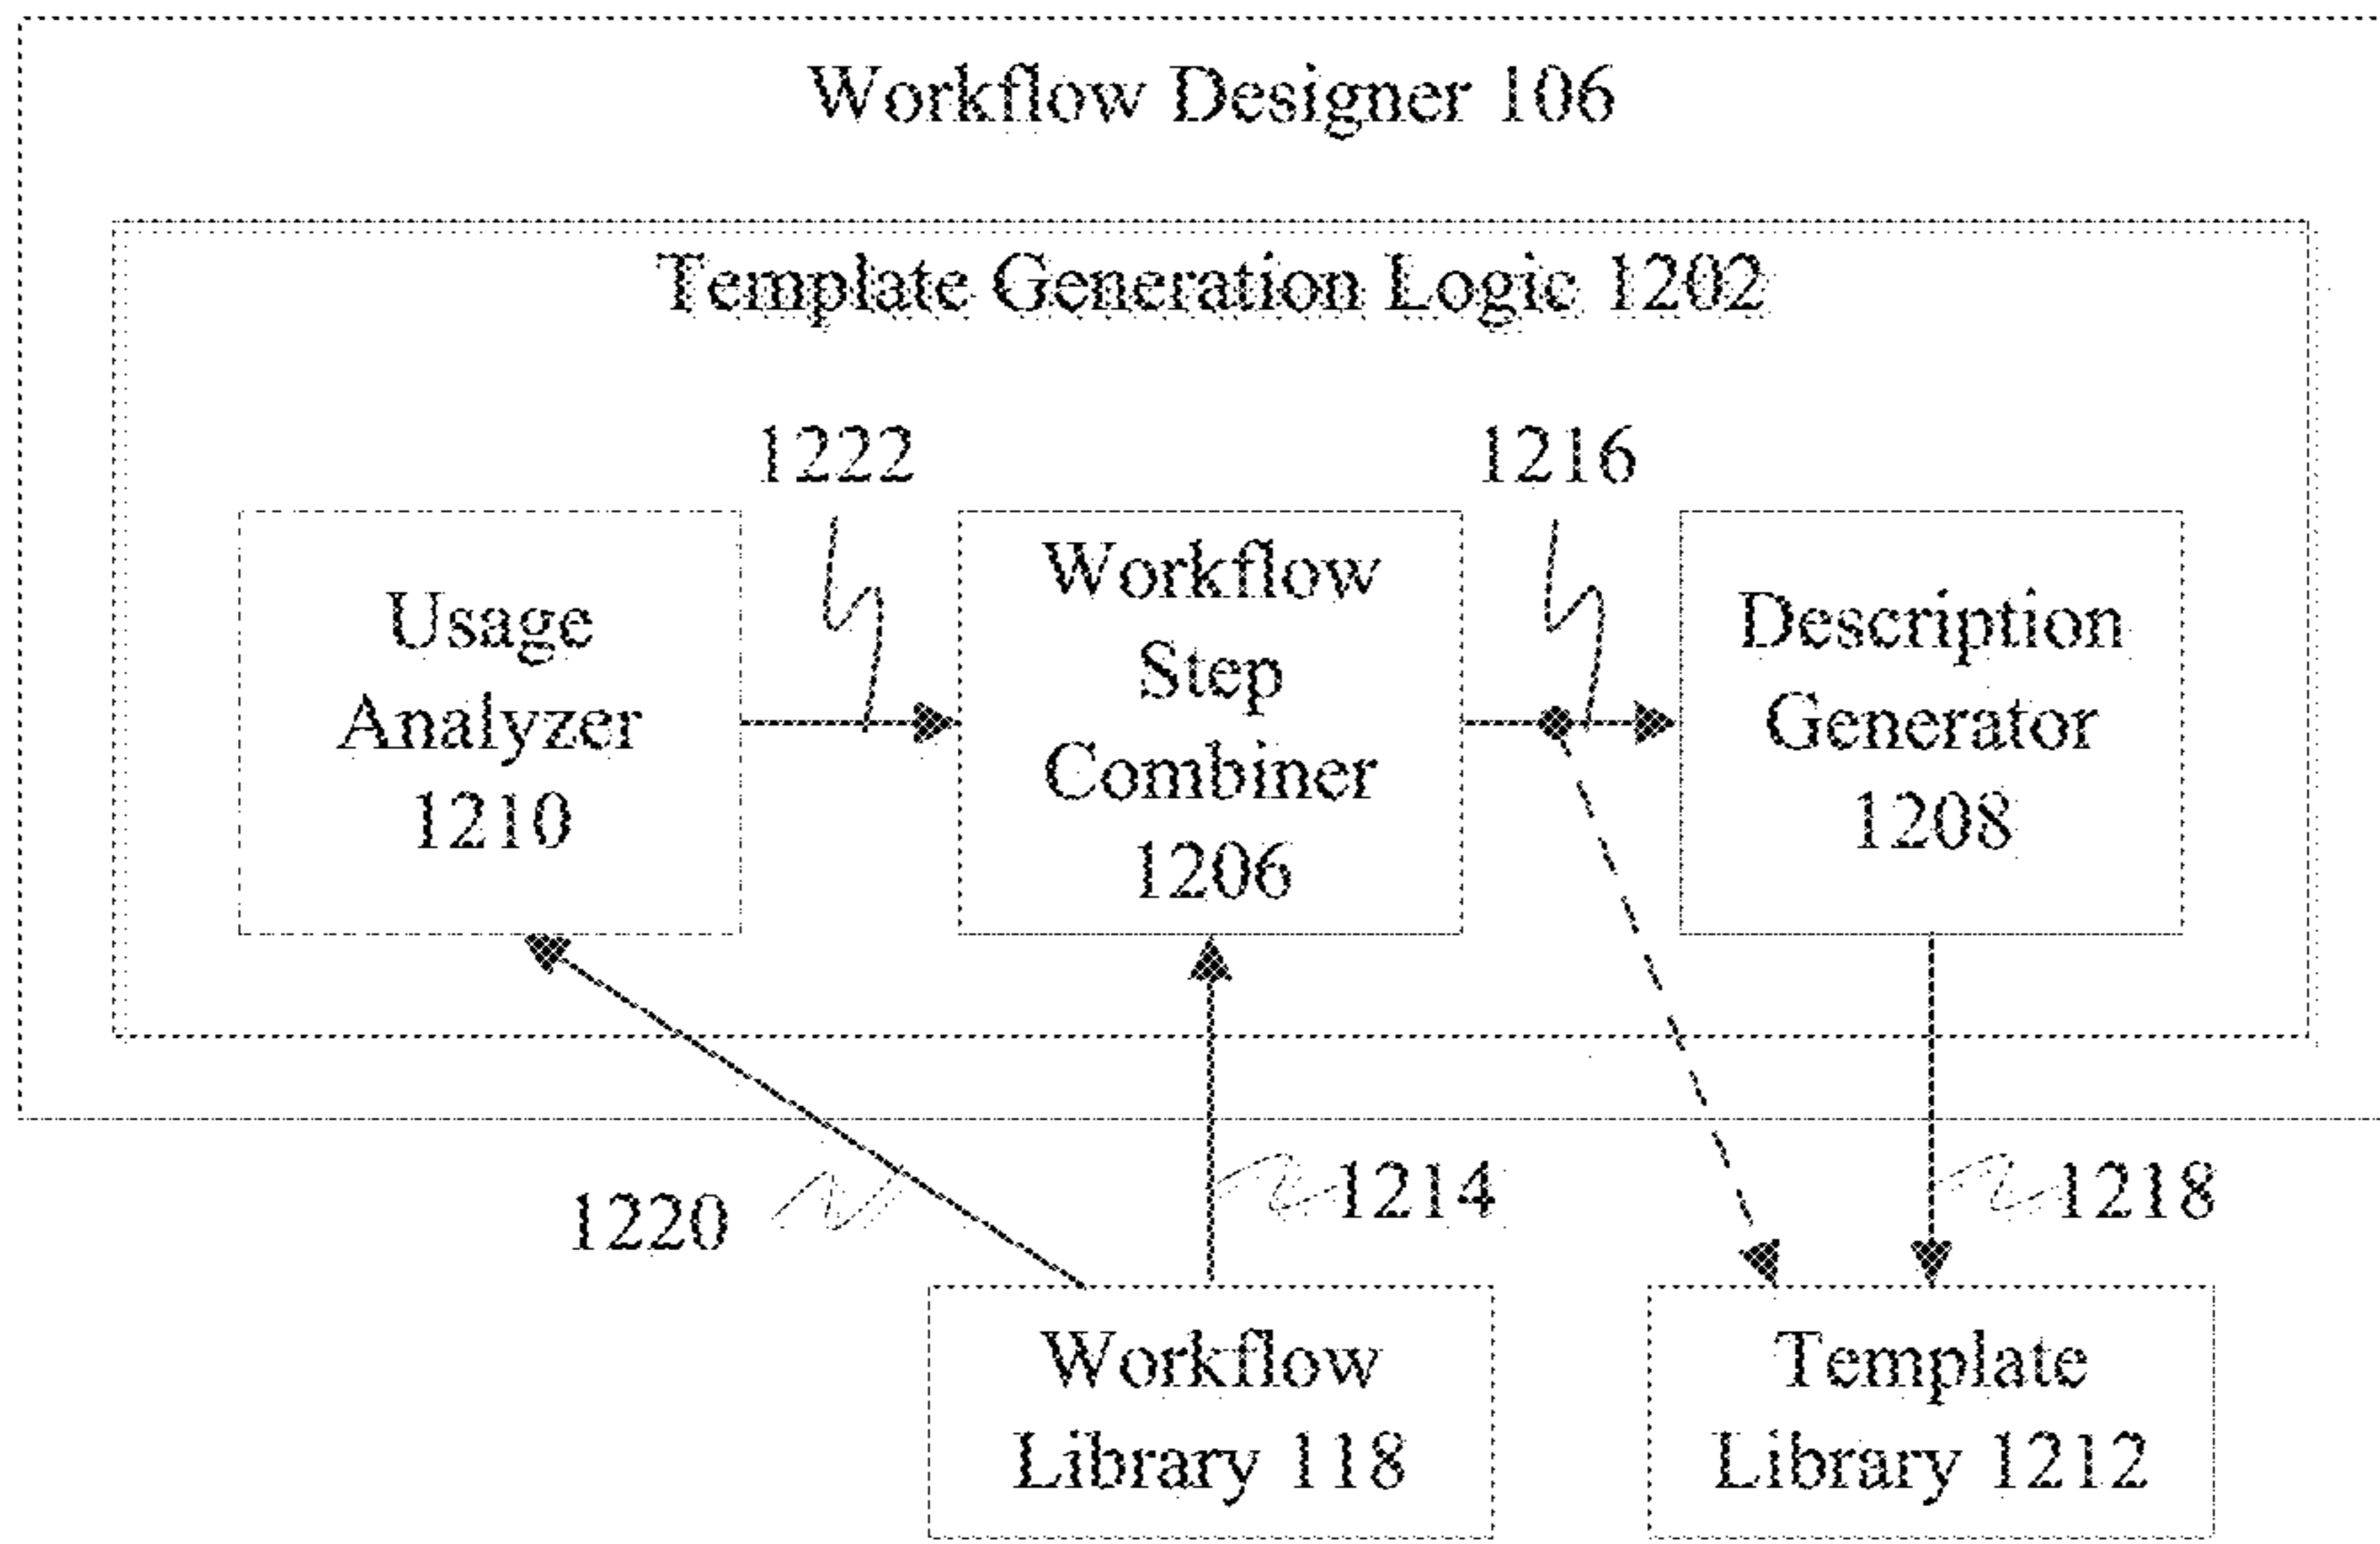 Workflow Designer 106
Template Generation Logic 1202
1222
1216
Usage
Analyzer
1210
Workflow
Step
Combiner
1206
Description
Generator
1208
1220
1214
1218
Workflow
Library 118
Template
Library 1212